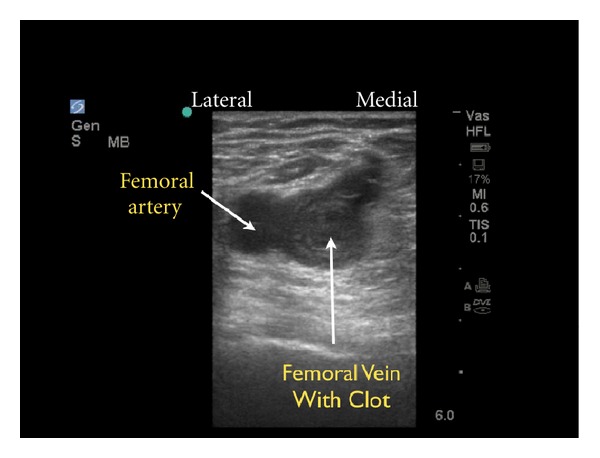 Lateral
Medial
Gen
S MB
Vas
HFL
17%
MI
0.6
TIS
0.1
A
B DVD
Femoral
artery
Femoral Vein
With Clot
6.0